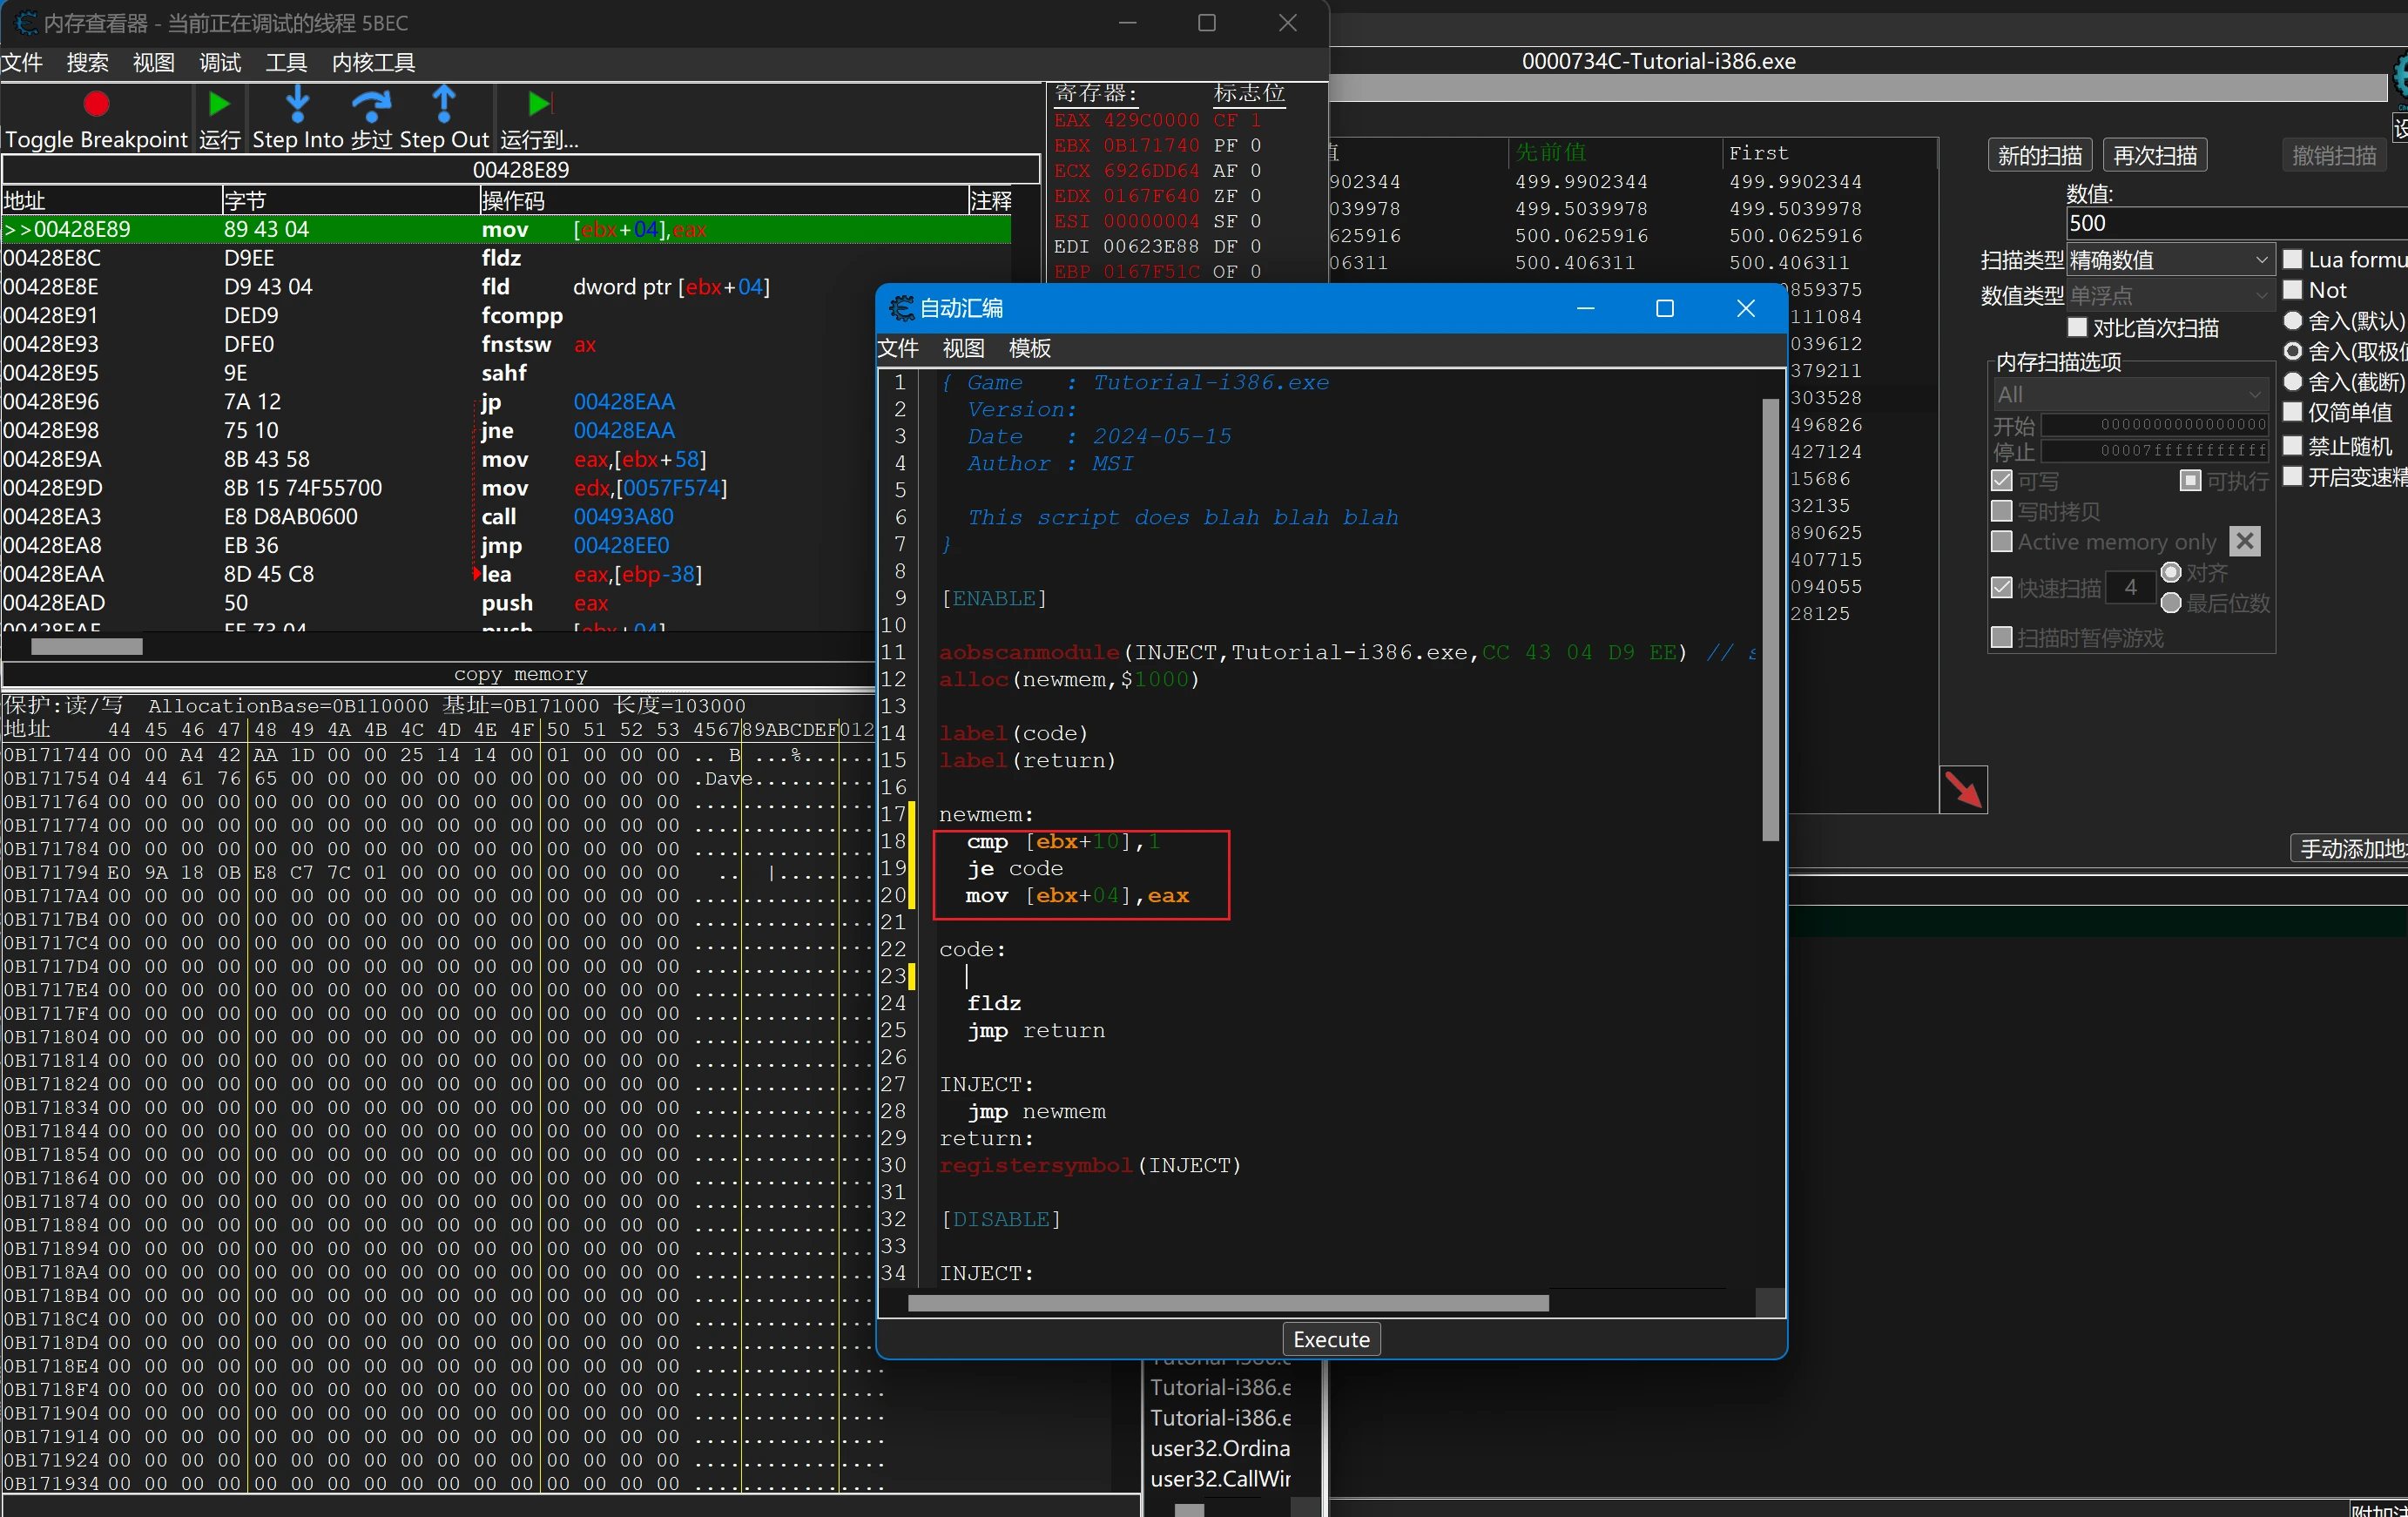 内存查看器 - 当前正在调试的线程 5BEC
文件 搜索 视图 调试 工具 内核工具
Toggle Breakpoint 运行 Step Into 步过 Step Out 运行到...
00428E89
地址 字节 操作码 注释
>>00428E89 89 43 04 mov [ebx+04],eax
00428E8C D9EE fldz
00428E8E D9 43 04 fld dword ptr [ebx+04]
00428E91 DED9 fcompp
00428E93 DFE0 fnstsw ax
00428E95 9E sahf
00428E96 7A 12 jp 00428EAA
00428E98 75 10 jne 00428EAA
00428E9A 8B 43 58 mov eax,[ebx+58]
00428E9D 8B 15 74F55700 mov edx,[0057F574]
00428EA3 E8 D8AB0600 call 00493A80
00428EA8 EB 36 jmp 00428EE0
00428EAA 8D 45 C8 lea eax,[ebp-38]
00428EAD 50 push eax
寄存器: 标志位
EAX 429C0000 CF 1
EBX 0B171740 PF 0
ECX 6926DD64 AF 0
EDX 0167F640 ZF 0
ESI 00000004 SF 0
EDI 00623E88 DF 0
EBP 0167F51C OF 0
copy memory
保护:读/写 AllocationBase=0B110000 基址=0B171000 长度=103000
地址 44 45 46 47 48 49 4A 4B 4C 4D 4E 4F 50 51 52 53 456789ABCDEF012
0B171744 00 00 A4 42 AA 1D 00 00 25 14 14 00 01 00 00 00 .. B ...%......
0B171754 04 44 61 76 65 00 00 00 00 00 00 00 00 00 00 00 .Dave..........
0B171764 00 00 00 00 00 00 00 00 00 00 00 00 00 00 00 00 ...............
0B171774 00 00 00 00 00 00 00 00 00 00 00 00 00 00 00 00 ...............
0B171784 00 00 00 00 00 00 00 00 00 00 00 00 00 00 00 00 ...............
0B171794 E0 9A 18 0B E8 C7 7C 01 00 00 00 00 00 00 00 00 .. |........
0B1717A4 00 00 00 00 00 00 00 00 00 00 00 00 00 00 00 00 ...............
0B1717B4 00 00 00 00 00 00 00 00 00 00 00 00 00 00 00 00 ...............
0B1717C4 00 00 00 00 00 00 00 00 00 00 00 00 00 00 00 00 ...............
0B1717D4 00 00 00 00 00 00 00 00 00 00 00 00 00 00 00 00 ...............
0B1717E4 00 00 00 00 00 00 00 00 00 00 00 00 00 00 00 00 ...............
0B1717F4 00 00 00 00 00 00 00 00 00 00 00 00 00 00 00 00 ...............
0B171804 00 00 00 00 00 00 00 00 00 00 00 00 00 00 00 00 ...............
0B171814 00 00 00 00 00 00 00 00 00 00 00 00 00 00 00 00 ...............
0B171824 00 00 00 00 00 00 00 00 00 00 00 00 00 00 00 00 ...............
0B171834 00 00 00 00 00 00 00 00 00 00 00 00 00 00 00 00 ...............
0B171844 00 00 00 00 00 00 00 00 00 00 00 00 00 00 00 00 ...............
0B171854 00 00 00 00 00 00 00 00 00 00 00 00 00 00 00 00 ...............
0B171864 00 00 00 00 00 00 00 00 00 00 00 00 00 00 00 00 ...............
0B171874 00 00 00 00 00 00 00 00 00 00 00 00 00 00 00 00 ...............
0B171884 00 00 00 00 00 00 00 00 00 00 00 00 00 00 00 00 ...............
0B171894 00 00 00 00 00 00 00 00 00 00 00 00 00 00 00 00 ...............
0B1718A4 00 00 00 00 00 00 00 00 00 00 00 00 00 00 00 00 ...............
0B1718B4 00 00 00 00 00 00 00 00 00 00 00 00 00 00 00 00 ...............
0B1718C4 00 00 00 00 00 00 00 00 00 00 00 00 00 00 00 00 ...............
0B1718D4 00 00 00 00 00 00 00 00 00 00 00 00 00 00 00 00 ...............
0B1718E4 00 00 00 00 00 00 00 00 00 00 00 00 00 00 00 00 ...............
0B1718F4 00 00 00 00 00 00 00 00 00 00 00 00 00 00 00 00 ................
0B171904 00 00 00 00 00 00 00 00 00 00 00 00 00 00 00 00 ................
0B171914 00 00 00 00 00 00 00 00 00 00 00 00 00 00 00 00 ................
0B171924 00 00 00 00 00 00 00 00 00 00 00 00 00 00 00 00 ................
0B171934 00 00 00 00 00 00 00 00 00 00 00 00 00 00 00 00 ................
自动汇编
文件 视图 模板
1 { Game : Tutorial-i386.exe
2 Version:
3 Date : 2024-05-15
4 Author : MSI
5
6 This script does blah blah blah
7 }
8
9 [ENABLE]
10
11 aobscanmodule(INJECT,Tutorial-i386.exe,CC 43 04 D9 EE) // s
12 alloc(newmem,$1000)
13
14 label(code)
15 label(return)
16
17 newmem:
18 cmp [ebx+10],1
19 je code
20 mov [ebx+04],eax
21
22 code:
23
24 fldz
25 jmp return
26
27 INJECT:
28 jmp newmem
29 return:
30 registersymbol(INJECT)
31
32 [DISABLE]
33
34 INJECT:
Execute
Tutorial-i386.e
Tutorial-i386.e
user32.Ordina
user32.CallWir
0000734C-Tutorial-i386.exe
值 先前值 First
902344 499.9902344 499.9902344
039978 499.5039978 499.5039978
625916 500.0625916 500.0625916
06311 500.406311 500.406311
859375
111084
039612
379211
303528
496826
427124
15686
32135
890625
407715
094055
28125
新的扫描 再次扫描 撤销扫描
数值:
500
扫描类型 精确数值 Lua formu
数值类型 单浮点 Not
对比首次扫描 舍入(默认)
舍入(取极值
内存扫描选项 舍入(截断)
All 仅简单值
开始 0000000000000000
停止 00007fffffffffff
禁止随机
开启变速精
可写 可执行
写时拷贝
Active memory only
快速扫描 4 对齐
最后位数
扫描时暂停游戏
手动添加地
附加注